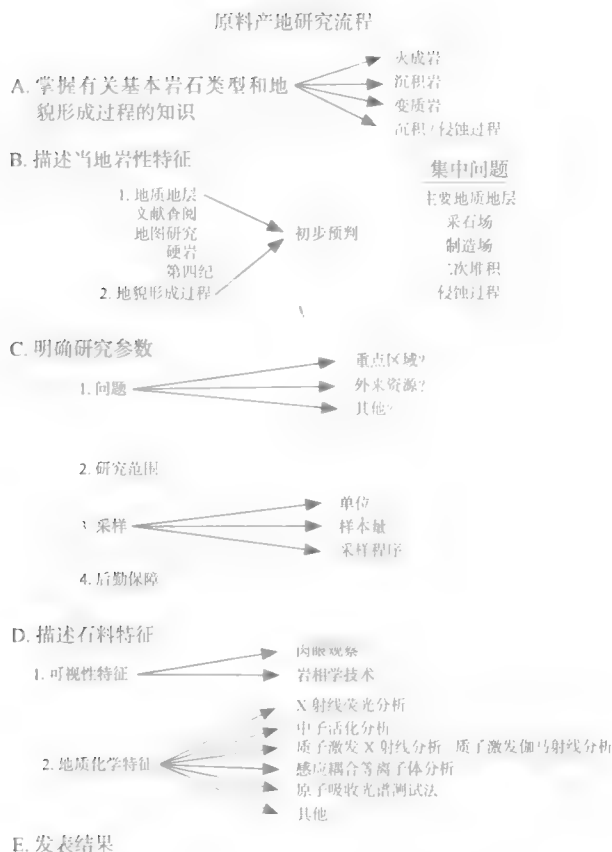 原料产地研究流程
A. 掌握有关基本岩石类型和地
貌形成过程的知识
火成岩
沉积岩
变质岩
沉积/侵蚀过程
B. 描述当地岩性特征
1. 地质地层
文献查阅
地图研究
硬岩
第四纪
2. 地貌形成过程
初步预判
集中问题
主要地质地层
采石场
制造场
二次堆积
侵蚀过程
C. 明确研究参数
1. 问题
重点区域?
外来资源?
其他?
2. 研究范围
3. 采样
单位
样本量
采样程序
4. 后勤保障
D. 描述石料特征
1. 可视性特征
肉眼观察
岩相学技术
2. 地质化学特征
X 射线荧光分析
中子活化分析
质子激发 X 射线分析 质子激发伽马射线分析
感应耦合等离子体分析
原子吸收光谱测试法
其他
E. 发表结果